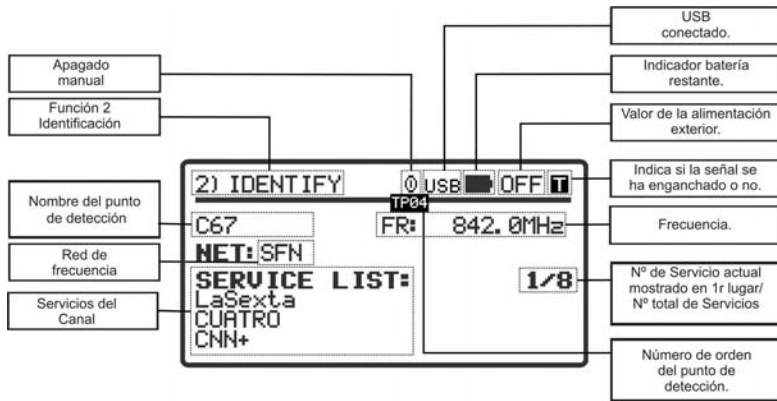 USB
conectado.
Apagado
manual
Indicador batería
restante.
Función 2
Identificación
Valor de la alimentación
exterior.
2) IDENTIFY 0 USB OFF T
Indica si la señal se
ha enganchado o no.
TP04
Nombre del punto
de detección
C67 FR: 842.0MHz
Frecuencia.
Red de
frecuencia
NET: SFN
SERVICE LIST: 1/8
Nº de Servicio actual
mostrado en 1r lugar/
Nº total de Servicios
Servicios del
Canal
LaSexta
CUATRO
CNN+
Número de orden
del punto de
detección.